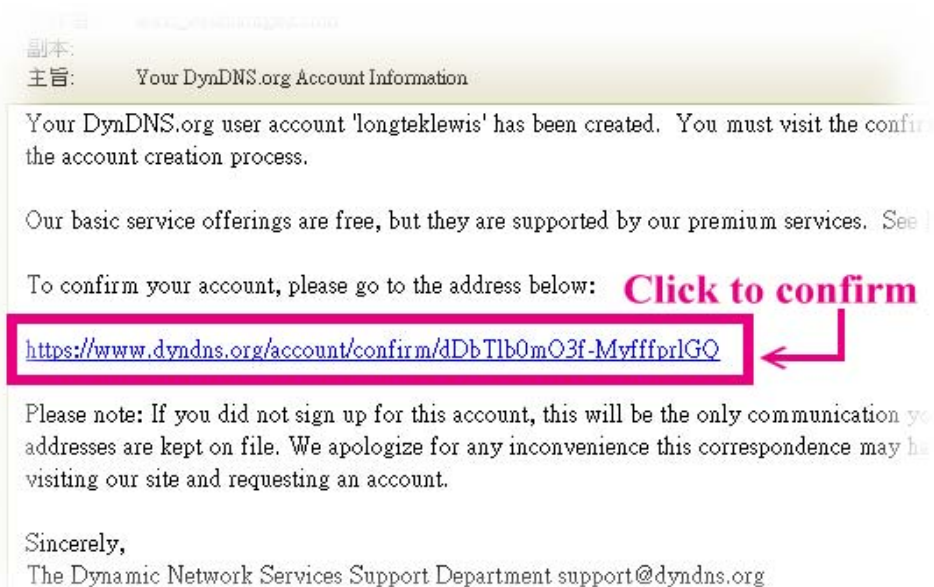 副本:
主旨: Your DynDNS.org Account Information
Your DynDNS.org user account 'longteklewis' has been created. You must visit the
the account creation process.
Our basic service offerings are free, but they are supported by our premium services. See
To confirm your account, please go to the address below:
Click to confirm
https://www.dyndns.org/account/confirm/dDbTlb0mO3f-MyfffprlGQ
Please note: If you did not sign up for this account, this will be the only communication
addresses are kept on file. We apologize for any inconvenience this correspondence may
visiting our site and requesting an account.
Sincerely,
The Dynamic Network Services Support Department support@dyndns.org